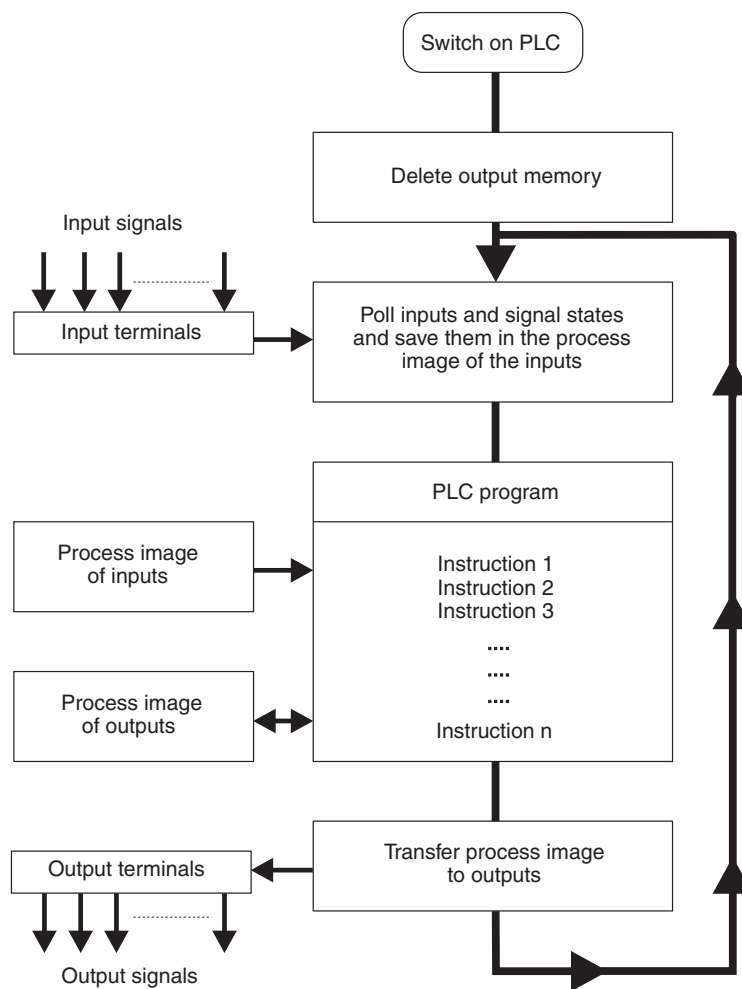 Switch on PLC
Delete output memory
Input signals
Input terminals
Poll inputs and signal states
and save them in the process
image of the inputs
PLC program
Process image
of inputs
Instruction 1
Instruction 2
Instruction 3
....
....
....
Instruction n
Process image
of outputs
Transfer process image
to outputs
Output terminals
Output signals